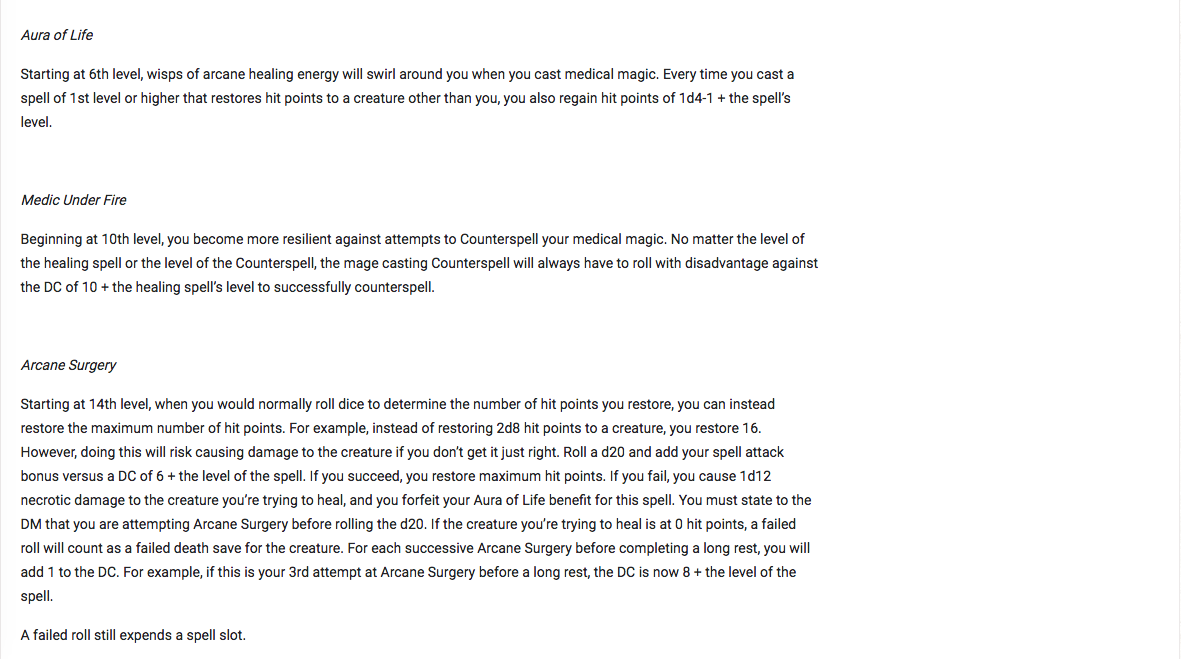 Aura of Life
Starting at 6th level, wisps of arcane healing energy will swirl around you when you cast medical magic. Every time you cast a
spell of 1st level or higher that restores hit points to a creature other than you, you also regain hit points of 1d4-1 + the spell’s
level.
Medic Under Fire
Beginning at 10th level, you become more resilient against attempts to Counterspell your medical magic. No matter the level of
the healing spell or the level of the Counterspell, the mage casting Counterspell will always have to roll with disadvantage against
the DC of 10 + the healing spell’s level to successfully counterspell.
Arcane Surgery
Starting at 14th level, when you would normally roll dice to determine the number of hit points you restore, you can instead
restore the maximum number of hit points. For example, instead of restoring 2d8 hit points to a creature, you restore 16.
However, doing this will risk causing damage to the creature if you don’t get it just right. Roll a d20 and add your spell attack
bonus versus a DC of 6 + the level of the spell. If you succeed, you restore maximum hit points. If you fail, you cause 1d12
necrotic damage to the creature you’re trying to heal, and you forfeit your Aura of Life benefit for this spell. You must state to the
DM that you are attempting Arcane Surgery before rolling the d20. If the creature you’re trying to heal is at 0 hit points, a failed
roll will count as a failed death save for the creature. For each successive Arcane Surgery before completing a long rest, you will
add 1 to the DC. For example, if this is your 3rd attempt at Arcane Surgery before a long rest, the DC is now 8 + the level of the
spell.
A failed roll still expends a spell slot.